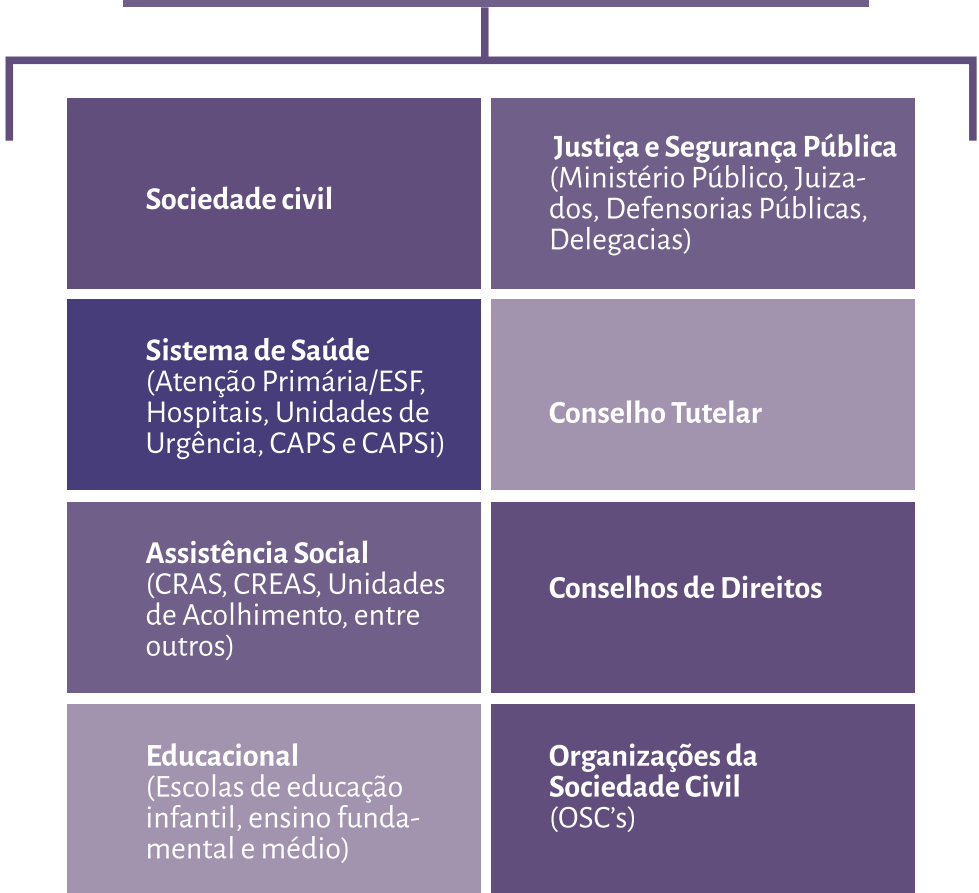 Sociedade civil
Justiça e Segurança Pública
(Ministério Público, Juiza-
dos, Defensorias Públicas,
Delegacias)
Sistema de Saúde
(Atenção Primária/ESF,
Hospitais, Unidades de
Urgência, CAPS e CAPSi)
Conselho Tutelar
Assistência Social
(CRAS, CREAS, Unidades
de Acolhimento, entre
outros)
Conselhos de Direitos
Educacional
(Escolas de educação
infantil, ensino funda-
mental e médio)
Organizações da
Sociedade Civil
(OSC’s)